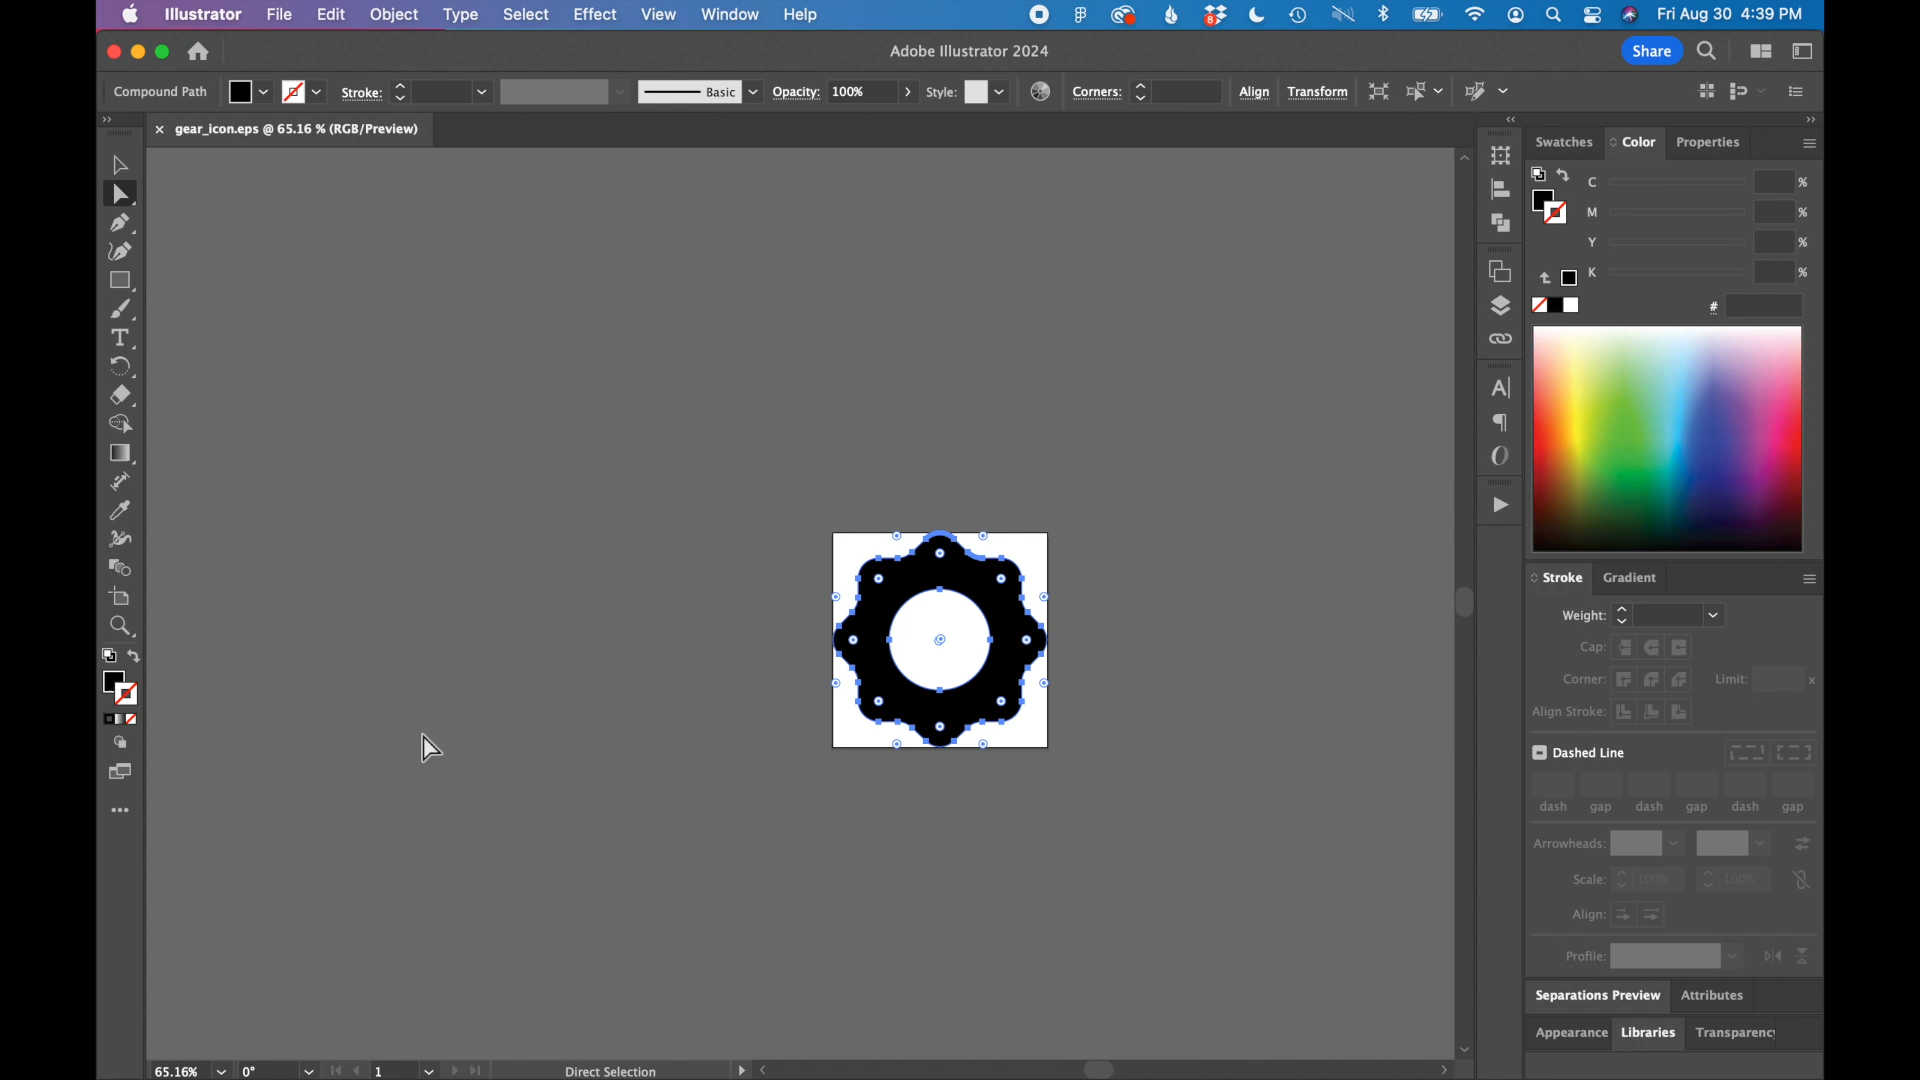 Illustrator File Edit Object Type Select Effect View Window Help 8 Fri Aug 30 4:39 PM
Adobe Illustrator 2024 Share
Compound Path Stroke: Basic Opacity: 100% Style: Corners: Align Transform
× gear_icon.eps @ 65.16 % (RGB/Preview)
Swatches Color Properties
C %
M %
Y %
K %
#
Stroke Gradient
Weight:
Cap:
Corner: Limit: x
Align Stroke:
Dashed Line
dash gap dash gap dash gap
Arrowheads:
Scale: 100% 100%
Align:
Profile:
Separations Preview Attributes
Appearance Libraries Transparency
65.16% 0° 1 Direct Selection